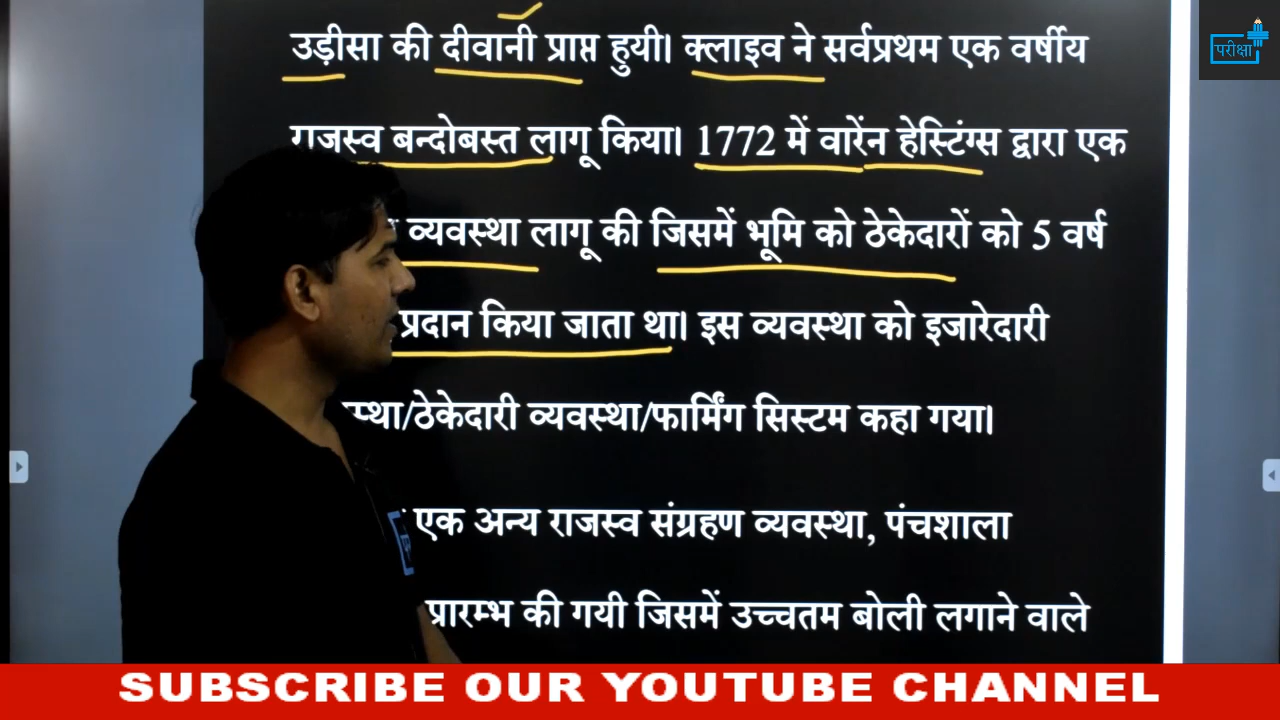 उड़ीसा की दीवानी प्राप्त हुयी। क्लाइव ने सर्वप्रथम एक वर्षीय
परीक्षा
राजस्व बन्दोबस्त लागू किया। 1772 में वारेंन हेस्टिंग्स द्वारा एक
व्यवस्था लागू की जिसमें भूमि को ठेकेदारों को 5 वर्ष
प्रदान किया जाता था। इस व्यवस्था को इजारेदारी
स्था/ठेकेदारी व्यवस्था/फार्मिंग सिस्टम कहा गया।
एक अन्य राजस्व संग्रहण व्यवस्था, पंचशाला
प्रारम्भ की गयी जिसमें उच्चतम बोली लगाने वाले
SUBSCRIBE OUR YOUTUBE CHANNEL